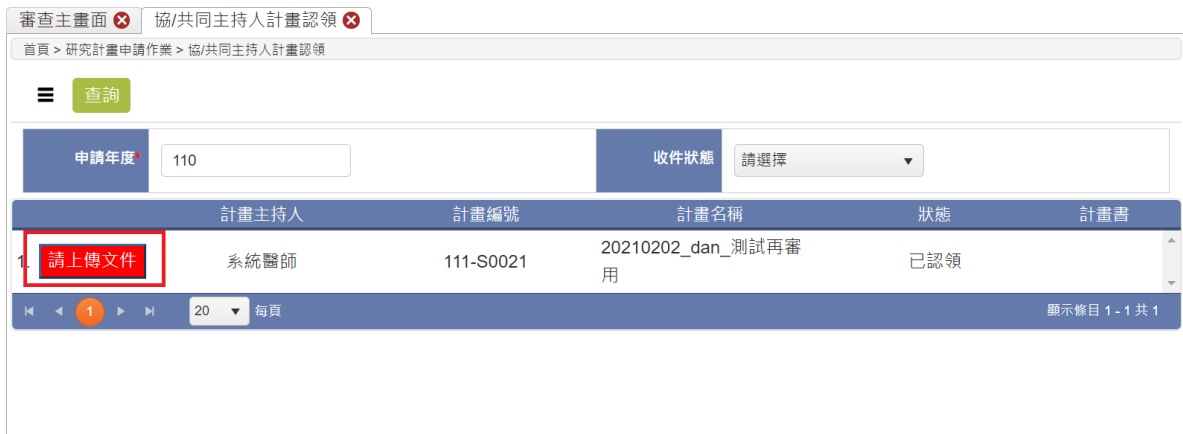 審查主畫面 協/共同主持人計畫認領
首頁 > 研究計畫申請作業 > 協/共同主持人計畫認領
查詢
申請年度* 110 收件狀態 請選擇
計畫主持人 計畫編號 計畫名稱 狀態 計畫書
1. 請上傳文件 系統醫師 111-S0021 20210202_dan_測試再審用 已認領
1 20 每頁 顯示條目 1 - 1 共 1